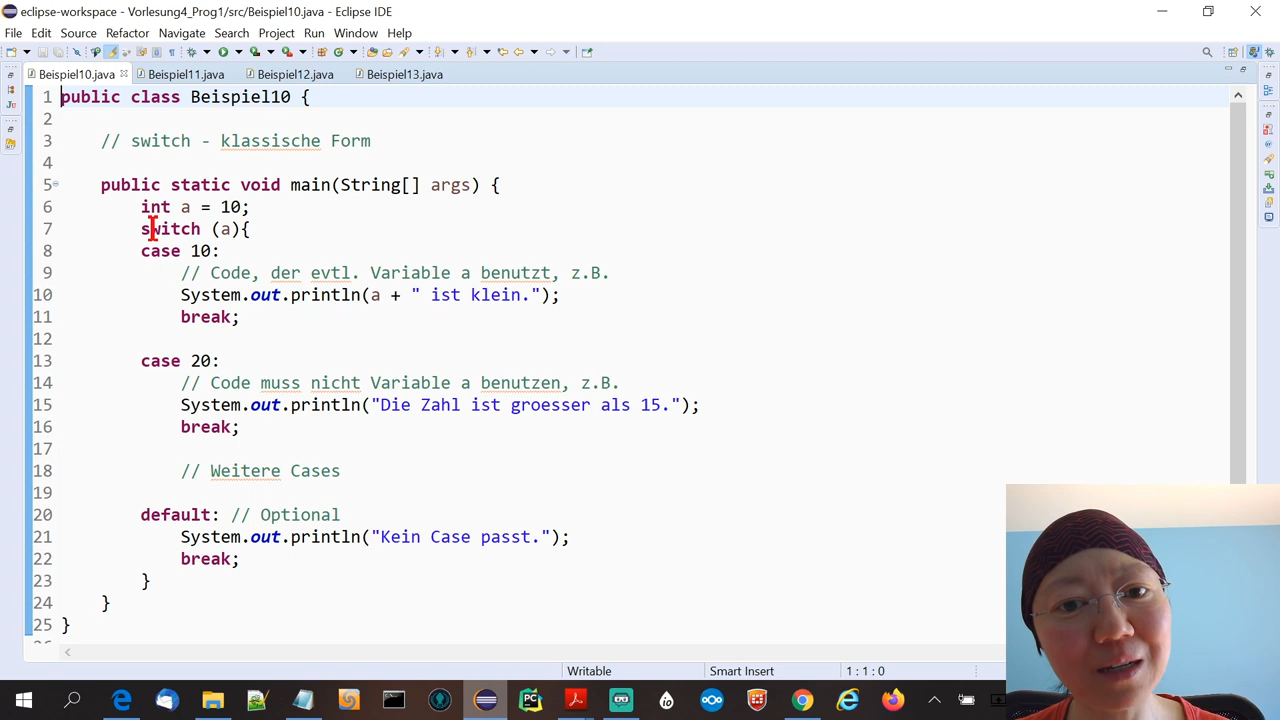 eclipse-workspace - Vorlesung4_Prog1/src/Beispiel10.java - Eclipse IDE
File Edit Source Refactor Navigate Search Project Run Window Help
Beispiel10.java Beispiel11.java Beispiel12.java Beispiel13.java
1 public class Beispiel10 {
2
3 // switch - klassische Form
4
5 public static void main(String[] args) {
6 int a = 10;
7 switch (a){
8 case 10:
9 // Code, der evtl. Variable a benutzt, z.B.
10 System.out.println(a + " ist klein.");
11 break;
12
13 case 20:
14 // Code muss nicht Variable a benutzen, z.B.
15 System.out.println("Die Zahl ist groesser als 15.");
16 break;
17
18 // Weitere Cases
19
20 default: // Optional
21 System.out.println("Kein Case passt.");
22 break;
23 }
24 }
25 }
Writable Smart Insert 1:1:0